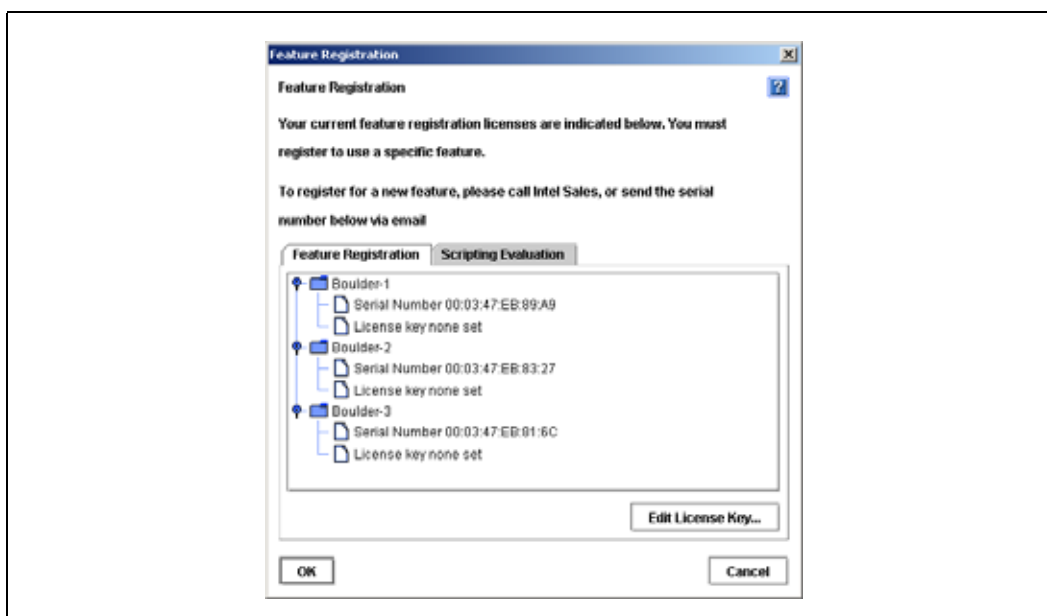 Feature Registration
Feature Registration
Your current feature registration licenses are indicated below. You must
register to use a specific feature.
To register for a new feature, please call Intel Sales, or send the serial
number below via email
Feature Registration Scripting Evaluation
Boulder-1
Serial Number 00:03:47:EB:89:A9
License key none set
Boulder-2
Serial Number 00:03:47:EB:83:27
License key none set
Boulder-3
Serial Number 00:03:47:EB:81:6C
License key none set
Edit License Key...
OK Cancel